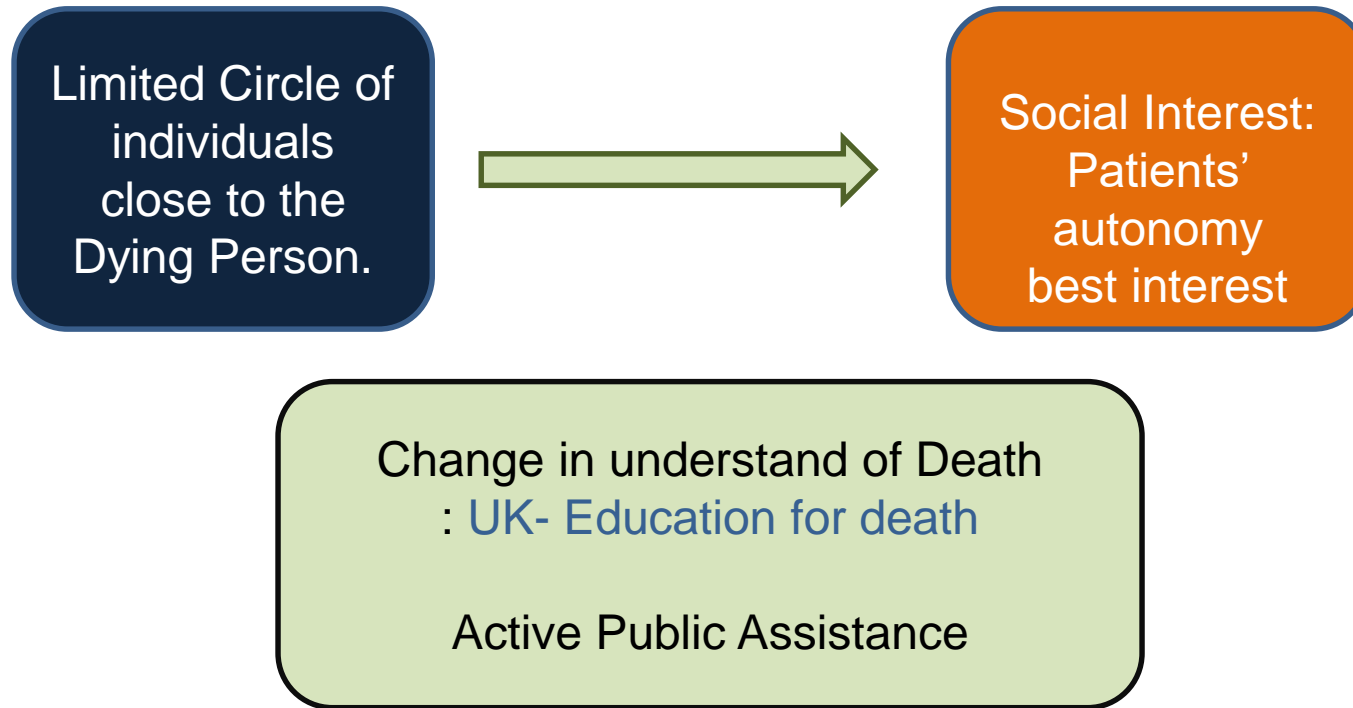 Limited Circle of
individuals
close to the
Dying Person.
Social Interest:
Patients’
autonomy
best interest
Change in understand of Death
: UK- Education for death
Active Public Assistance